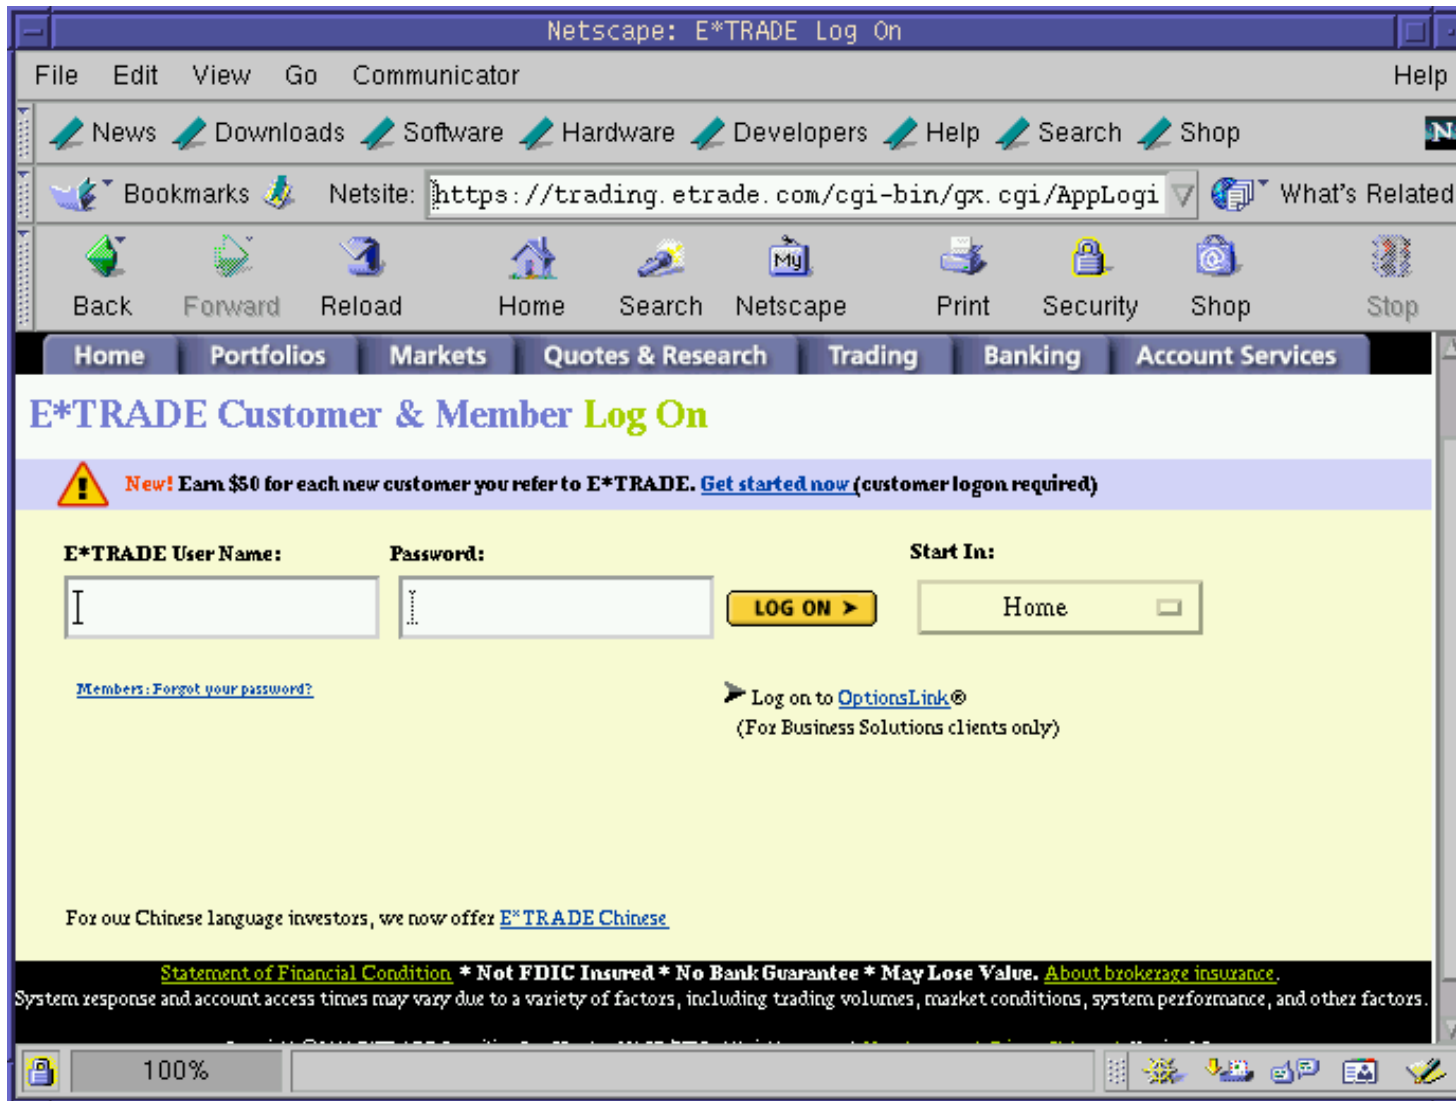 Netscape: E*TRADE Log On
File Edit View Go Communicator Help
News Downloads Software Hardware Developers Help Search Shop N
Bookmarks Netsite: https://trading.etrade.com/cgi-bin/gx.cgi/AppLogi What's Related
My
Back Forward Reload Home Search Netscape Print Security Shop Stop
Home Portfolios Markets Quotes & Research Trading Banking Account Services
E*TRADE Customer & Member Log On
New! Earn $50 for each new customer you refer to E*TRADE. Get started now (customer logon required)
E*TRADE User Name: Password: Start In:
LOG ON Home
Members: Forgot your password?
Log on to OptionsLink®
(For Business Solutions clients only)
For our Chinese language investors, we now offer E*TRADE Chinese
Statement of Financial Condition * Not FDIC Insured * No Bank Guarantee * May Lose Value. About brokerage insurance.
System response and account access times may vary due to a variety of factors, including trading volumes, market conditions, system performance, and other factors.
100%